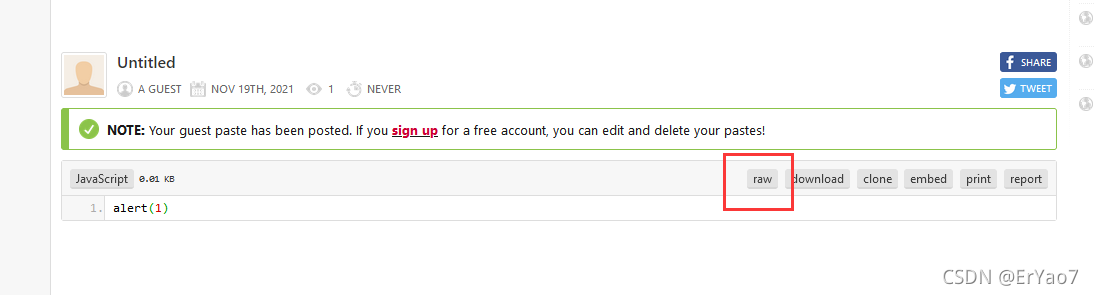 Untitled
SHARE
A GUEST NOV 19TH, 2021 1 NEVER
TWEET
NOTE: Your guest paste has been posted. If you sign up for a free account, you can edit and delete your pastes!
JavaScript 0.01 KB raw download clone embed print report
1. alert(1)
CSDN @ErYao7